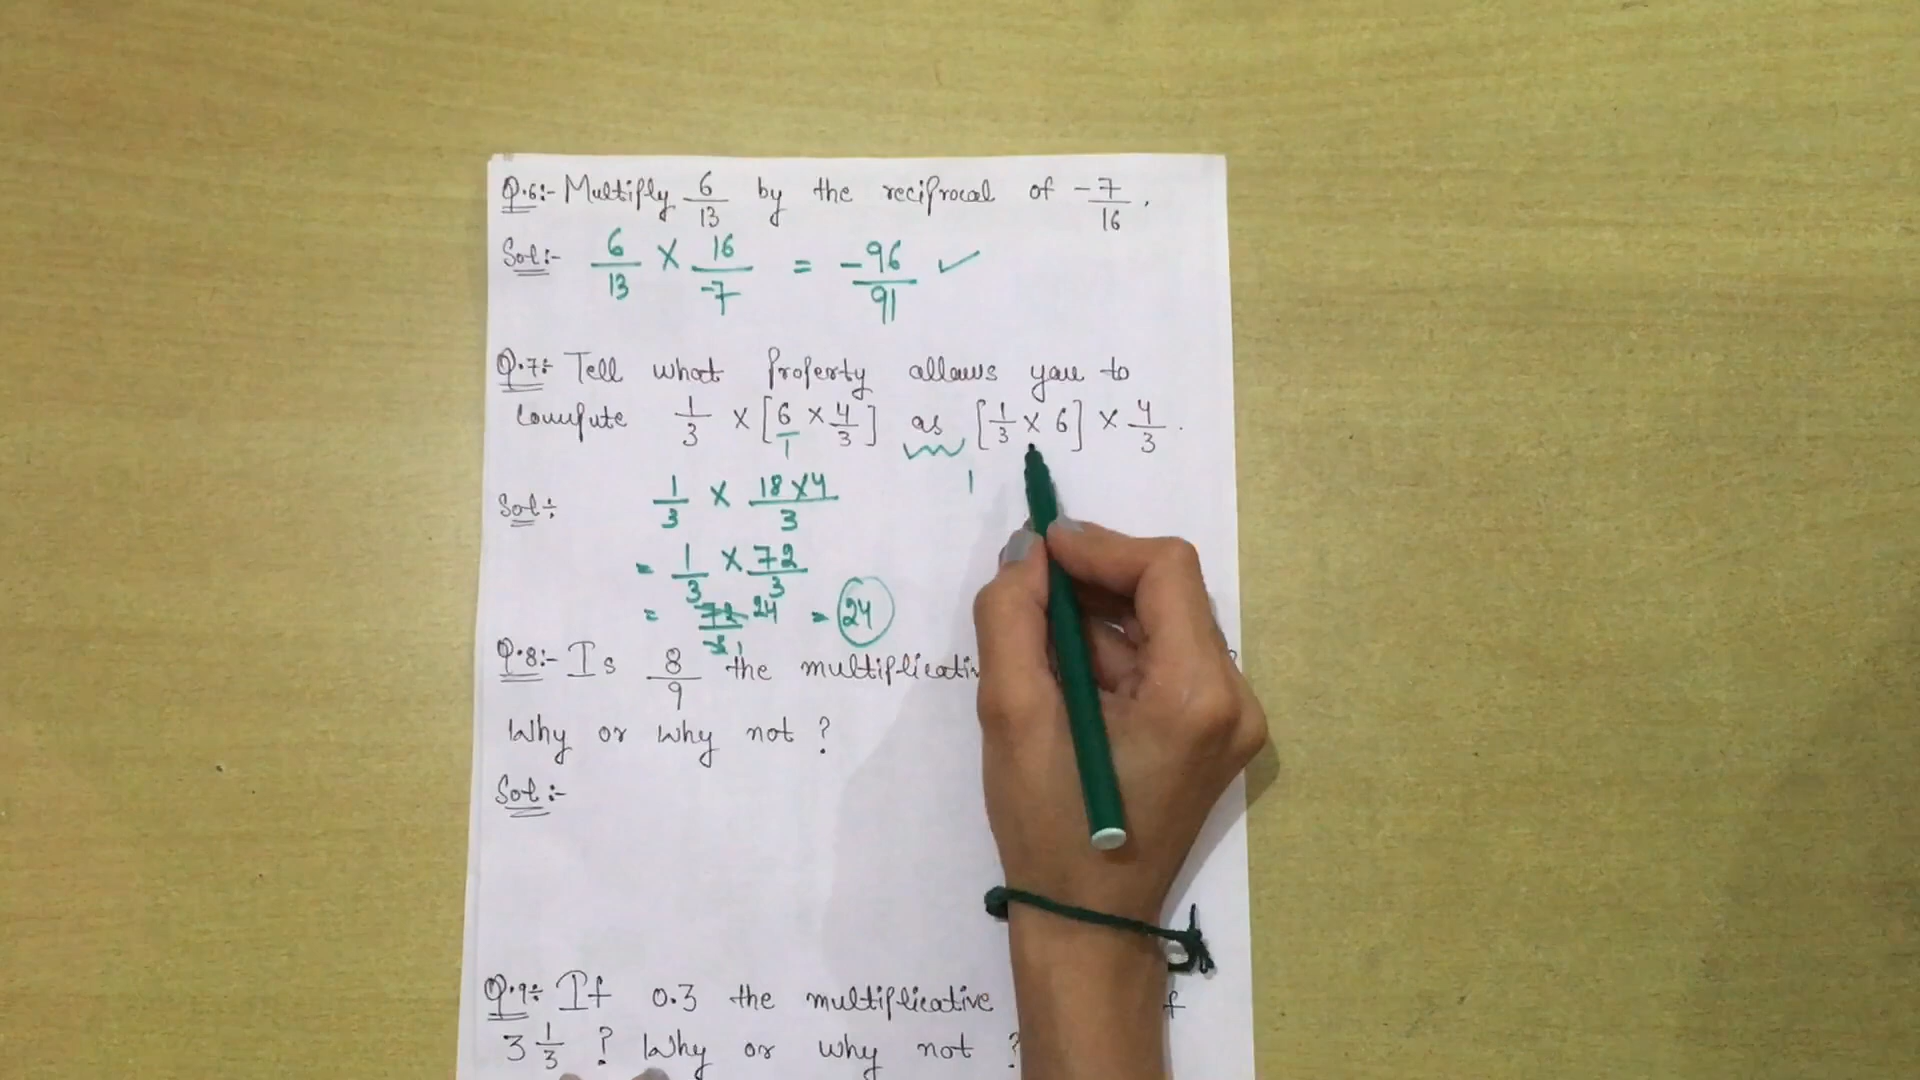 Q.6:- Multiply 6/13 by the reciprocal of -7/16.
Sol:- 6/13 X 16/-7 = -96/91 ✓
Q.7:- Tell what property allows you to
compute 1/3 × [6/1 × 4/3] as [1/3 × 6] × 4/3.
Sol:- 1/3 × 18×4/3
1
= 1/3 × 72/3
= 24 = 24
Q.8:- Is 8/9 the multiplicativ ?
Why or why not ?
Sol:-
Q.9:- If 0.3 the multiplicative f
3 1/3 ? Why or why not ?